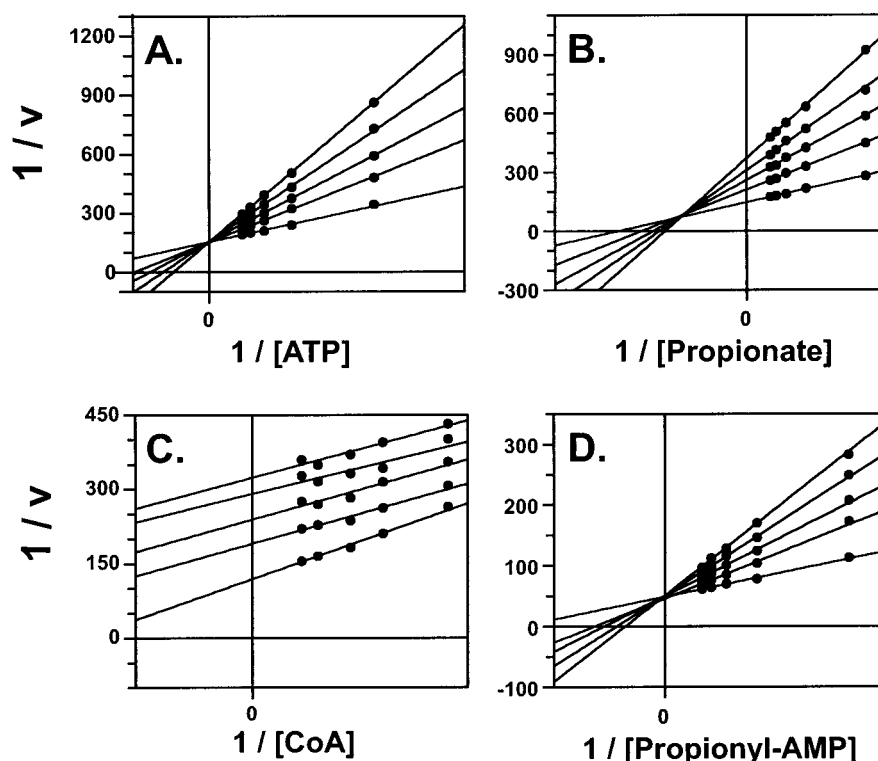 A.
1 / v
1200
900
600
300
0
0
1 / [ATP]
B.
900
600
300
0
-300
0
1 / [Propionate]
C.
1 / v
450
300
150
0
0
1 / [CoA]
D.
300
200
100
0
-100
0
1 / [Propionyl-AMP]